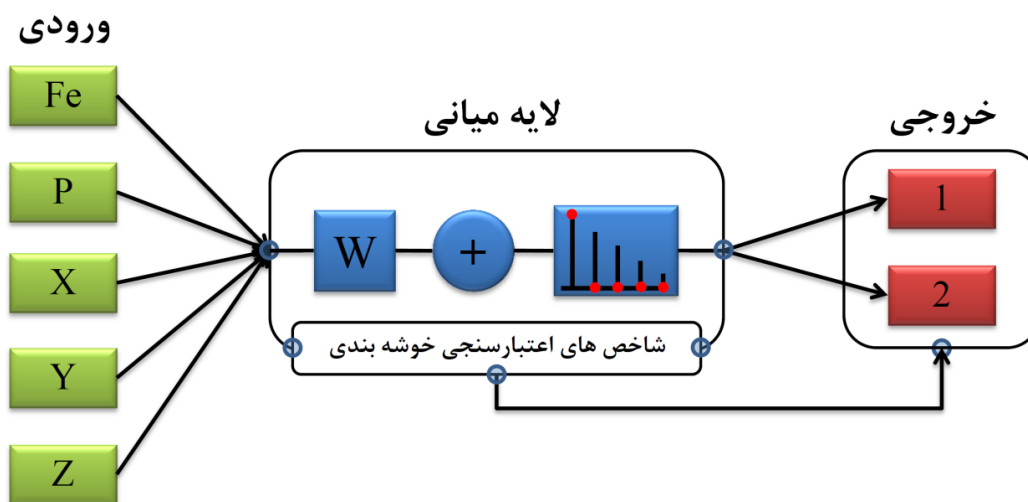 ورودی
Fe
P
X
Y
Z
لایه میانی
W
+
شاخص های اعتبارسنجی خوشه بندی
خروجی
1
2